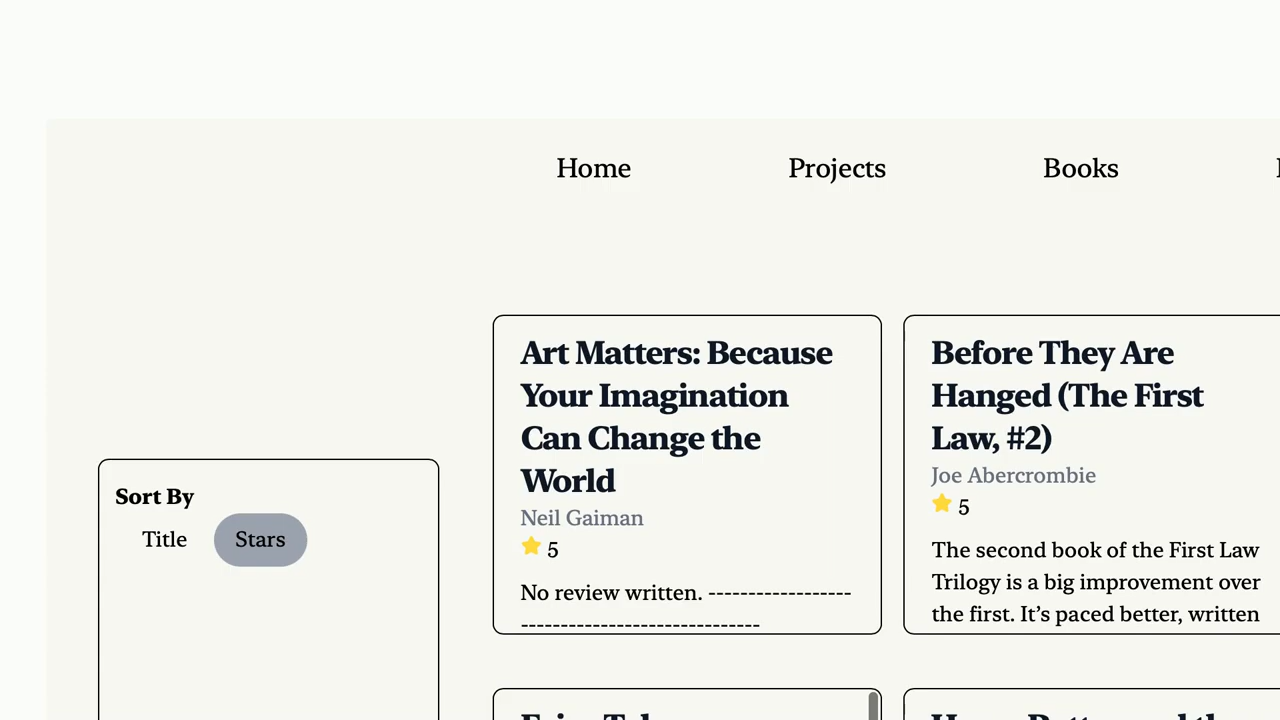 Home Projects Books
Art Matters: Because
Your Imagination
Can Change the
World
Neil Gaiman
5
No review written. ------------------
------------------------------
Before They Are
Hanged (The First
Law, #2)
Joe Abercrombie
5
The second book of the First Law
Trilogy is a big improvement over
the first. It’s paced better, written
Sort By
Title Stars